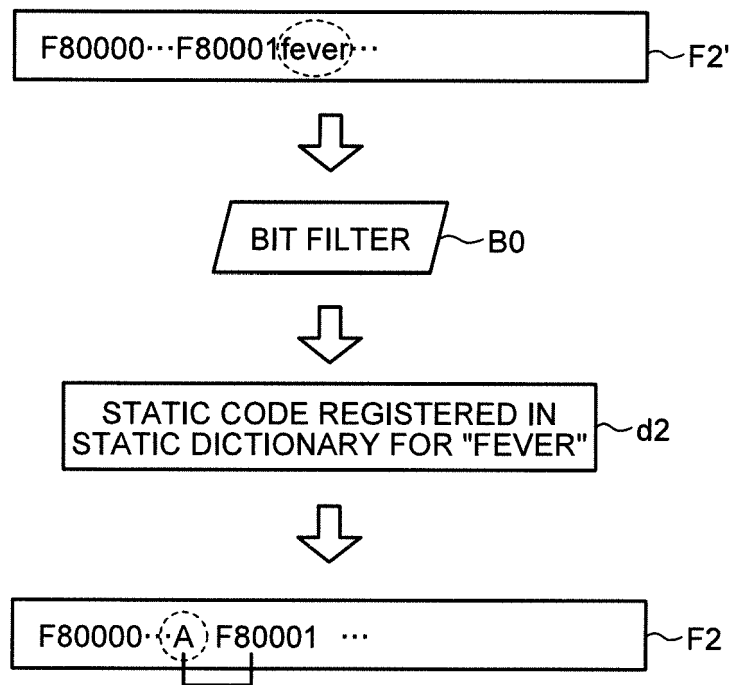 F80000···F80001fever··· F2'
BIT FILTER B0
STATIC CODE REGISTERED IN
STATIC DICTIONARY FOR "FEVER" d2
F80000···A F80001 ··· F2